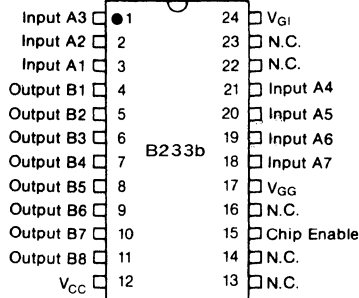 Input A3 1 24 V_GI
Input A2 2 23 N.C.
Input A1 3 22 N.C.
Output B1 4 21 Input A4
Output B2 5 20 Input A5
Output B3 6 19 Input A6
B233b
Output B4 7 18 Input A7
Output B5 8 17 V_GG
Output B6 9 16 N.C.
Output B7 10 15 Chip Enable
Output B8 11 14 N.C.
V_CC 12 13 N.C.